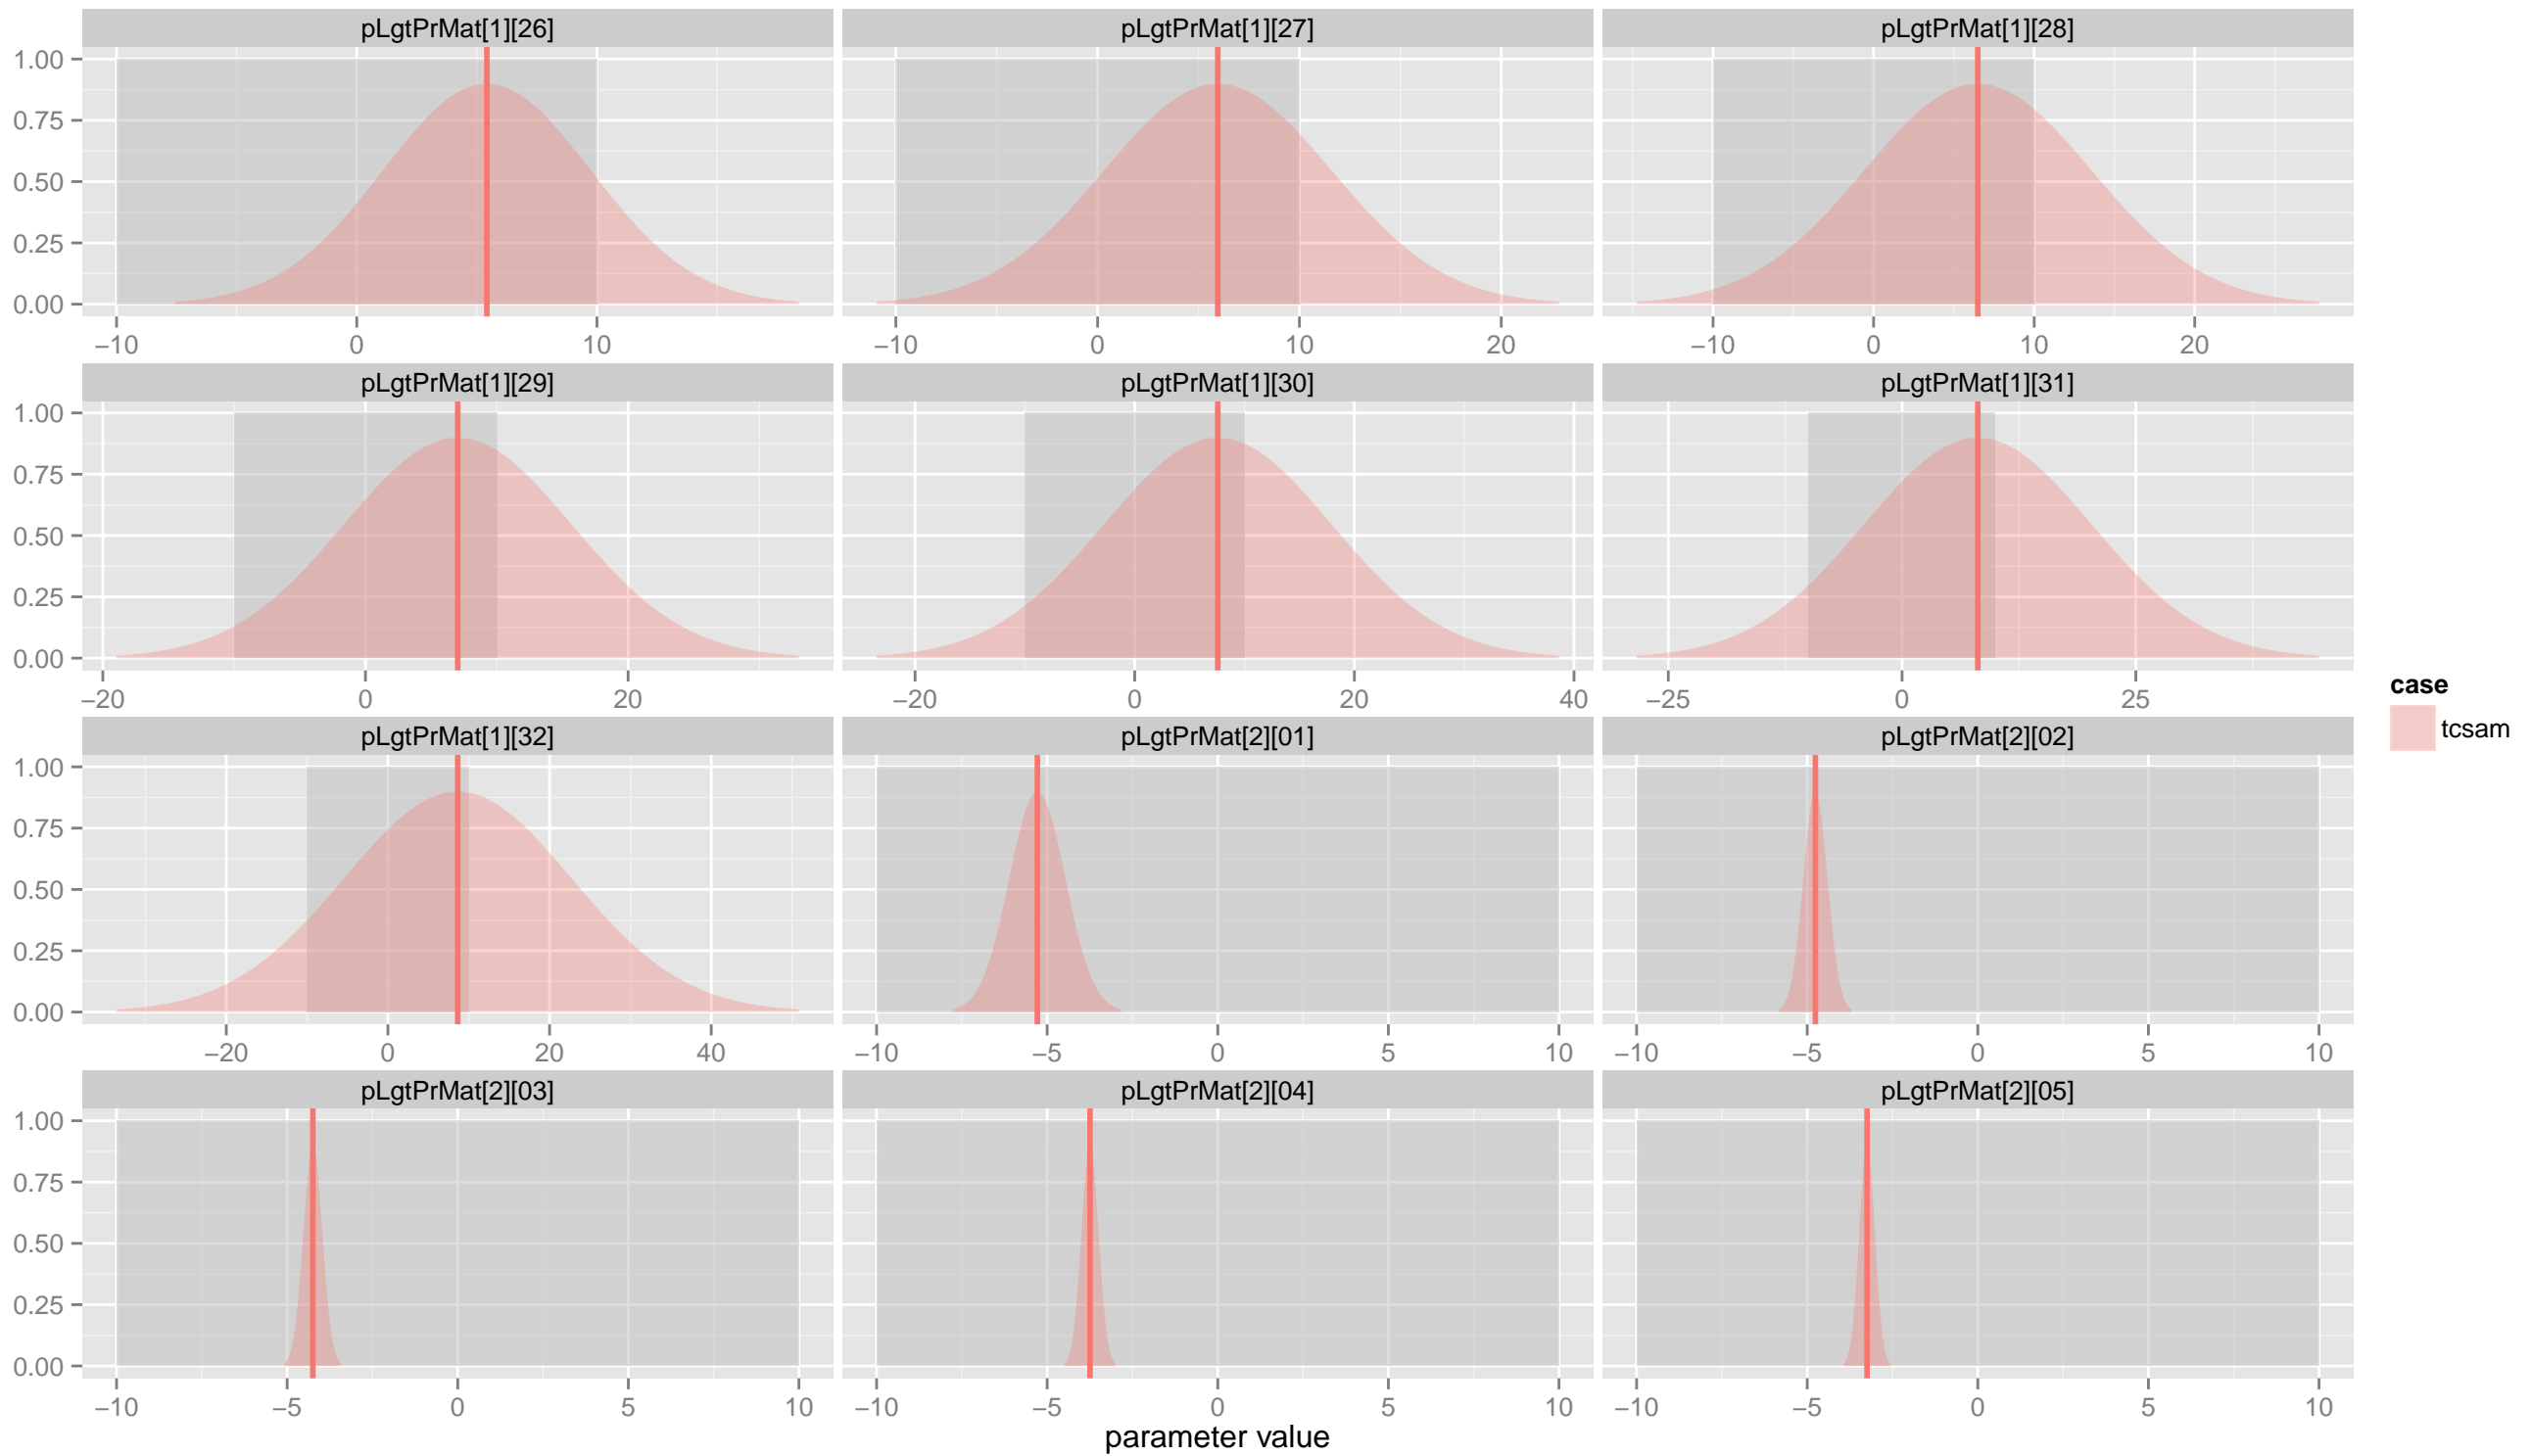 pLgtPrMat[1][26] pLgtPrMat[1][27] pLgtPrMat[1][28]
1.00
0.75
0.50
0.25
0.00
−10 0 10 −10 0 10 20 −10 0 10 20
pLgtPrMat[1][29] pLgtPrMat[1][30] pLgtPrMat[1][31]
1.00
0.75
0.50
0.25
0.00
−20 0 20 −20 0 20 40 −25 0 25
pLgtPrMat[1][32] pLgtPrMat[2][01] pLgtPrMat[2][02]
1.00
0.75
0.50
0.25
0.00
−20 0 20 40 −10 −5 0 5 10 −10 −5 0 5 10
pLgtPrMat[2][03] pLgtPrMat[2][04] pLgtPrMat[2][05]
1.00
0.75
0.50
0.25
0.00
−10 −5 0 5 10 −10 −5 0 5 10 −10 −5 0 5 10
parameter value
case
tcsam